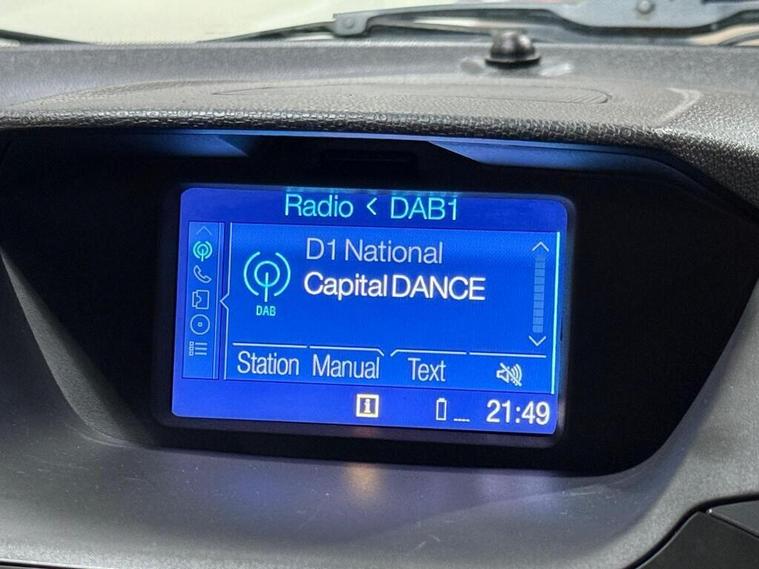 Radio < DAB1
D1 National
Capital DANCE
DAB
Station Manual Text
i 21:49